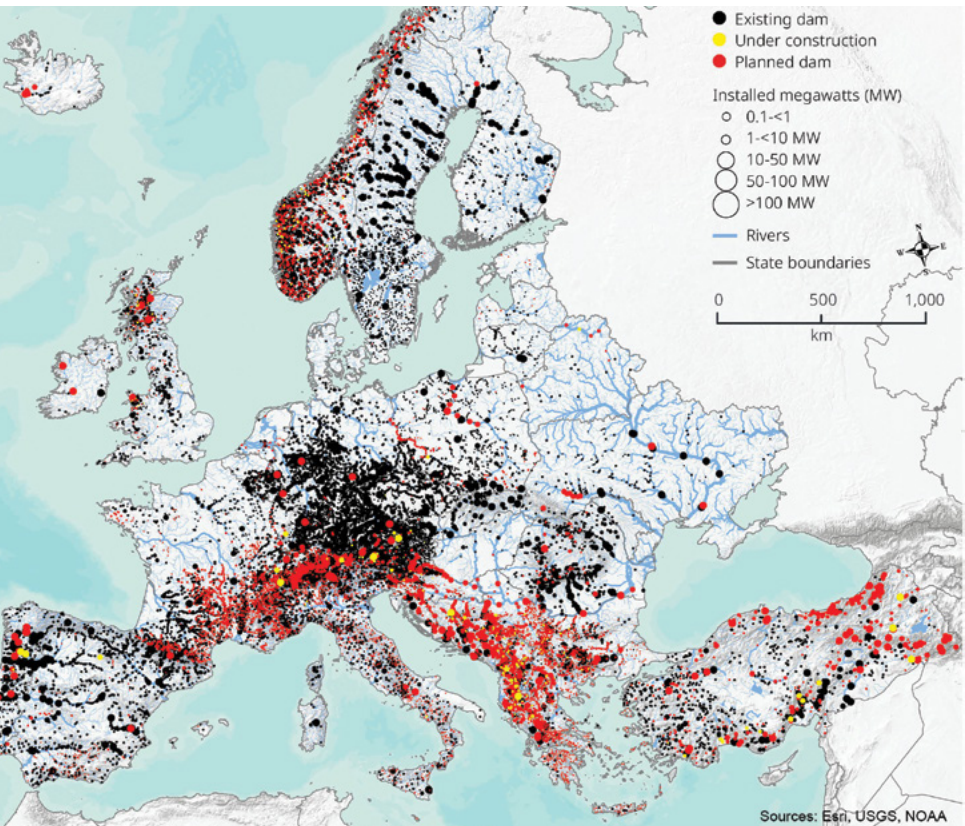 Existing dam
Under construction
Planned dam
Installed megawatts (MW)
0.1-<1
1-<10 MW
10-50 MW
50-100 MW
>100 MW
Rivers
State boundaries
N
W E
S
0 500 1,000
km
Sources: Esri, USGS, NOAA